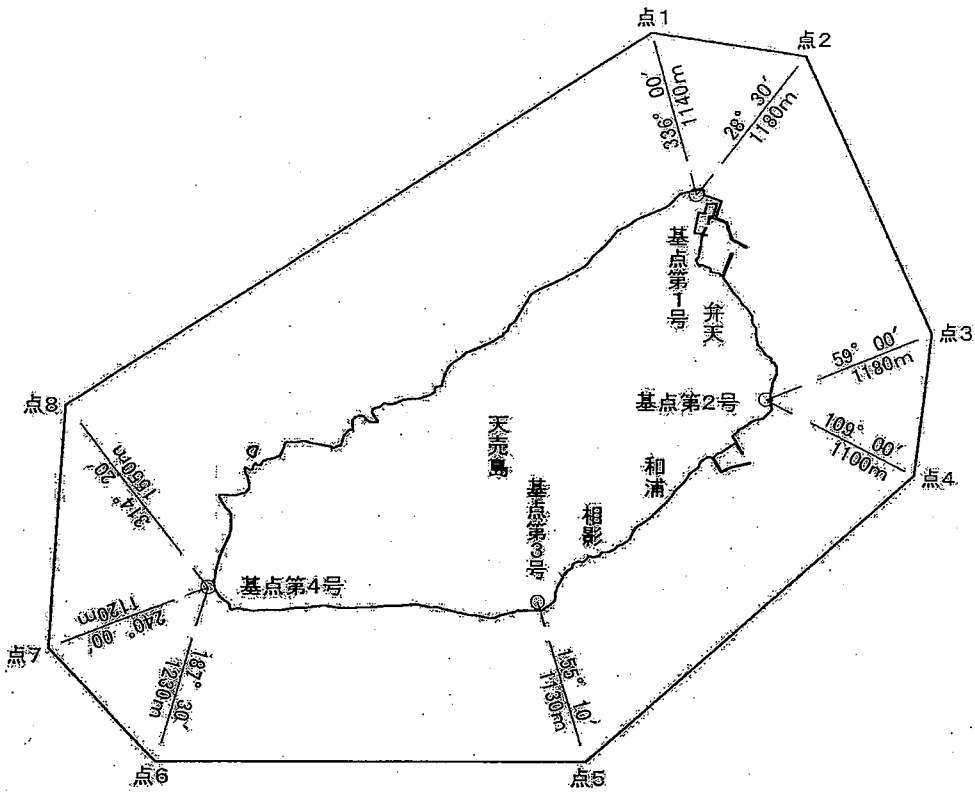 点1
点2
336° 00′
1140m
28° 30′
1180m
基点第1号
弁天
点3
59° 00′
1180m
基点第2号
109° 00′
1100m
点4
点8
天売島
和浦
314° 20′
1550m
基点第3号
相影
基点第4号
240° 00′
1120m
点7
187° 30′
1230m
155° 10′
1130m
点6
点5